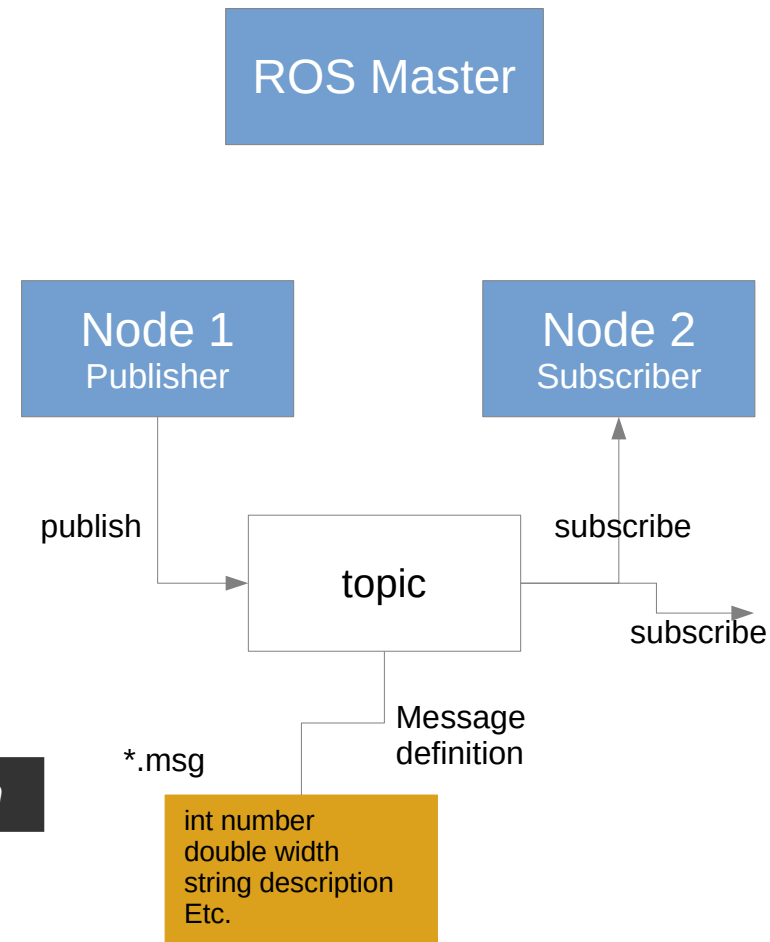 ROS Master
Node 1
Publisher
Node 2
Subscriber
publish
subscribe
topic
subscribe
Message
definition
*.msg
int number
double width
string description
Etc.